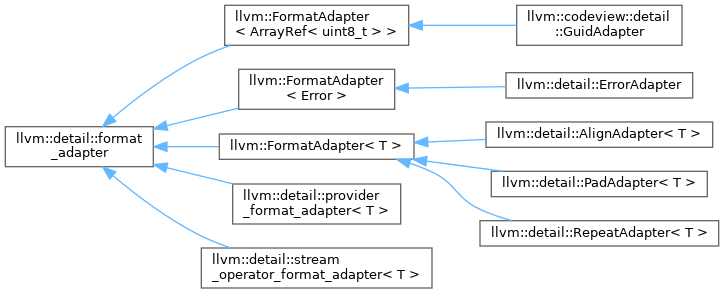 llvm::FormatAdapter
< ArrayRef< uint8_t > >
llvm::codeview::detail
::GuidAdapter
llvm::FormatAdapter
< Error >
llvm::detail::ErrorAdapter
llvm::detail::format
_adapter
llvm::FormatAdapter< T >
llvm::detail::AlignAdapter< T >
llvm::detail::PadAdapter< T >
llvm::detail::provider
_format_adapter< T >
llvm::detail::RepeatAdapter< T >
llvm::detail::stream
_operator_format_adapter< T >